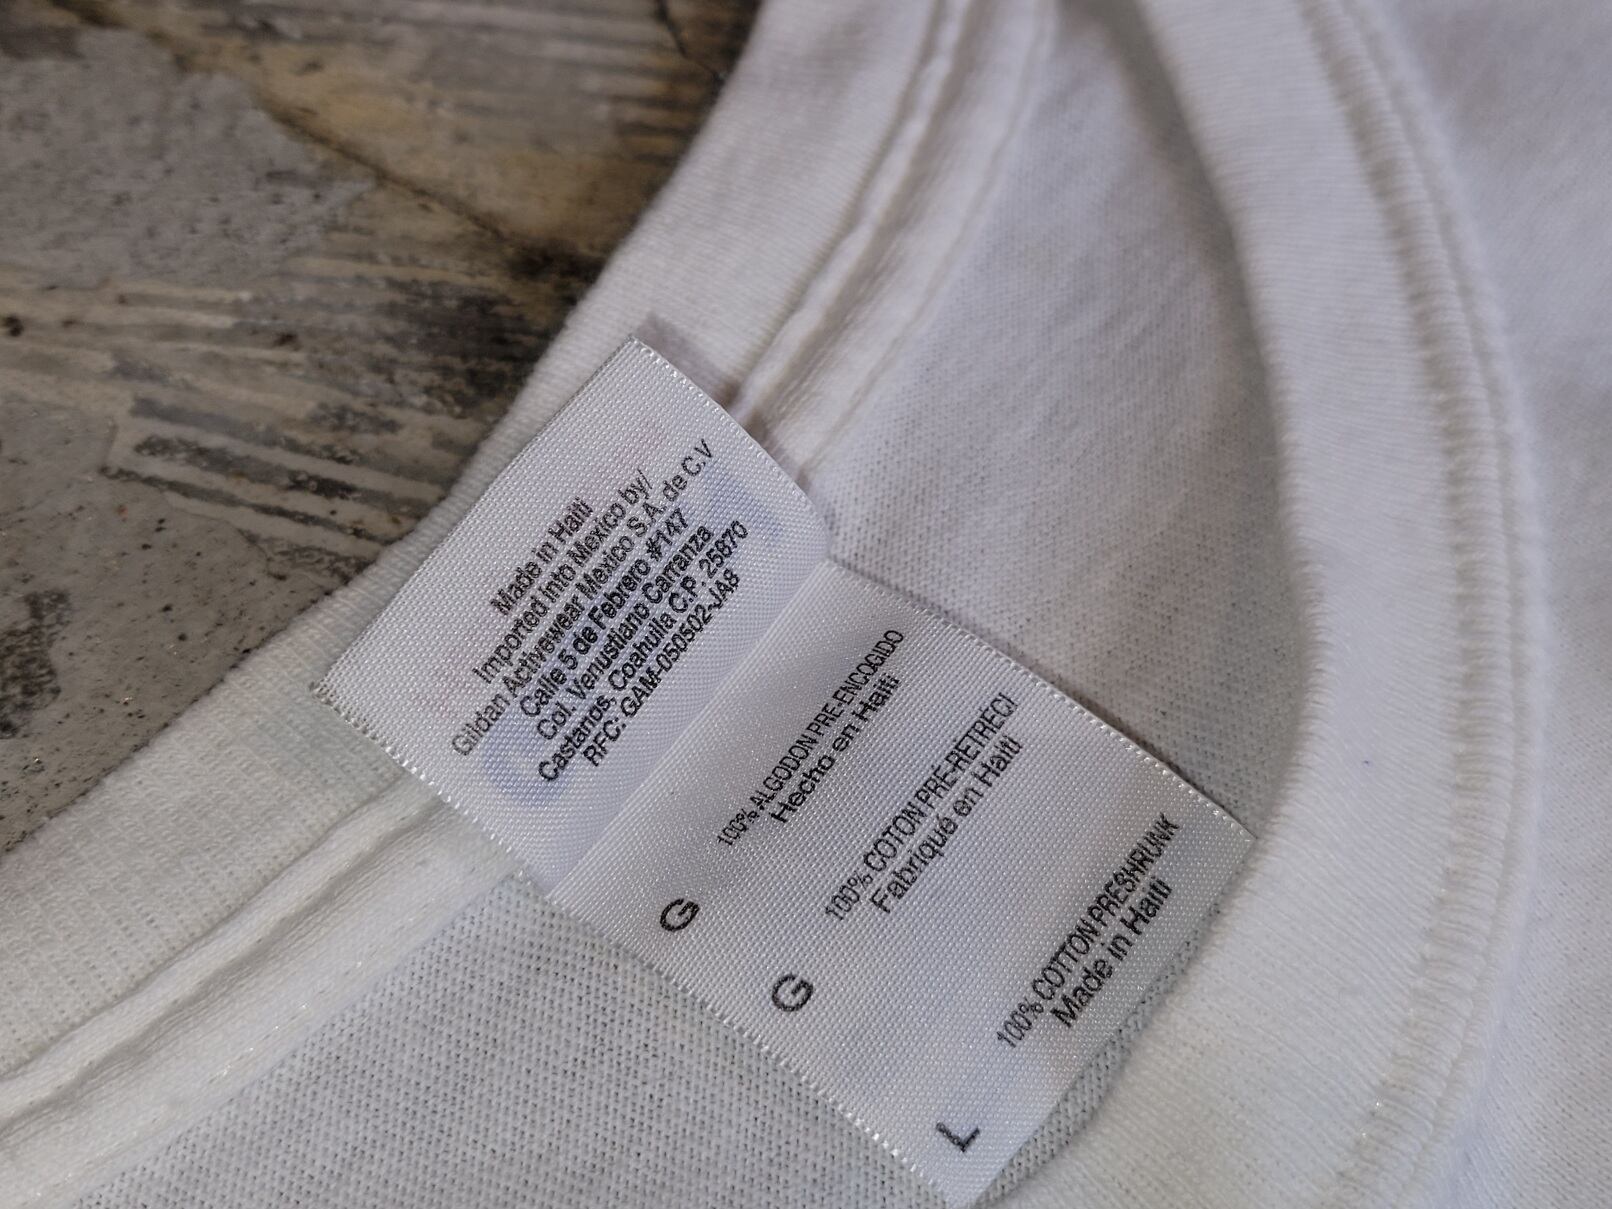 Made in Haiti
Imported into Mexico by/
Gildan Activewear Mexico S.A. de C.V
Calle 5 de Febrero #147
Col. Venustiano Carranza
Castanos, Coahuila C.P. 25870
RFC: GAM-050502-JA8
100% ALGODON PRE-ENCOGIDO
Hecho en Haiti
G
100% COTON PRE-RETRECI
Fabriqué en Haiti
G
100% COTTON PRESHRUNK
Made in Haiti
L